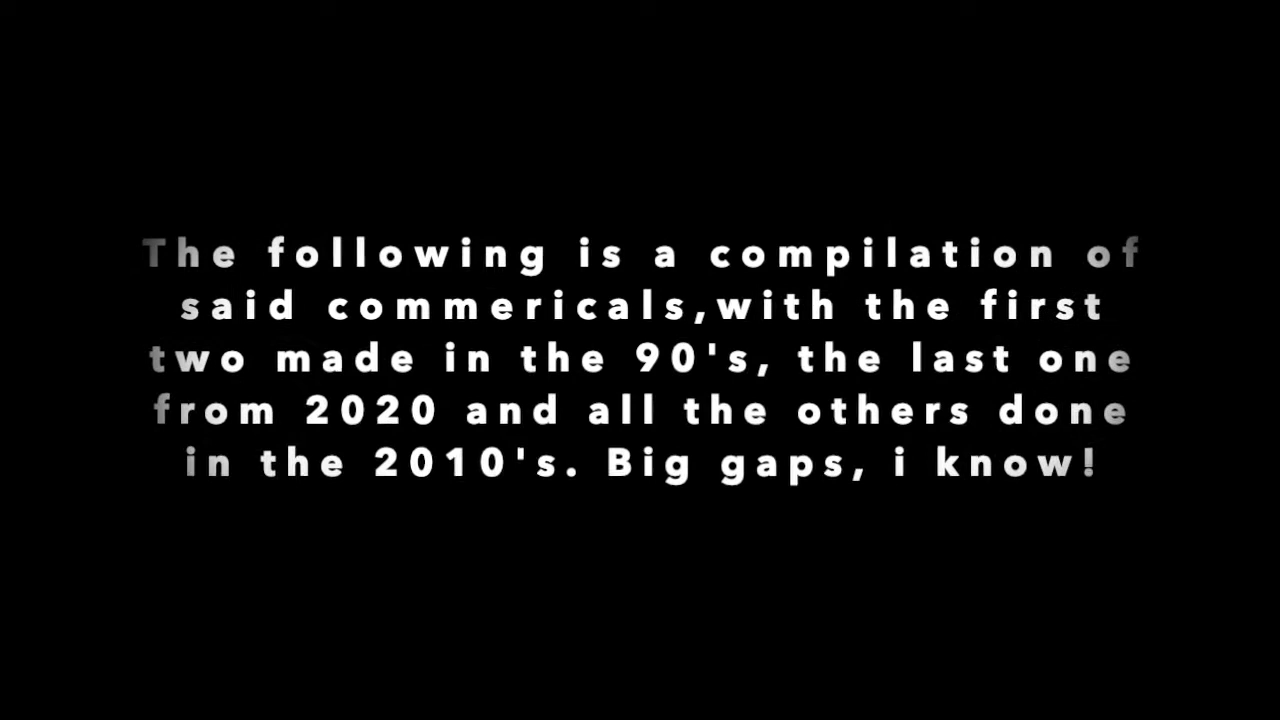 The following is a compilation of
said commericals,with the first
two made in the 90's, the last one
from 2020 and all the others done
in the 2010's. Big gaps, i know!